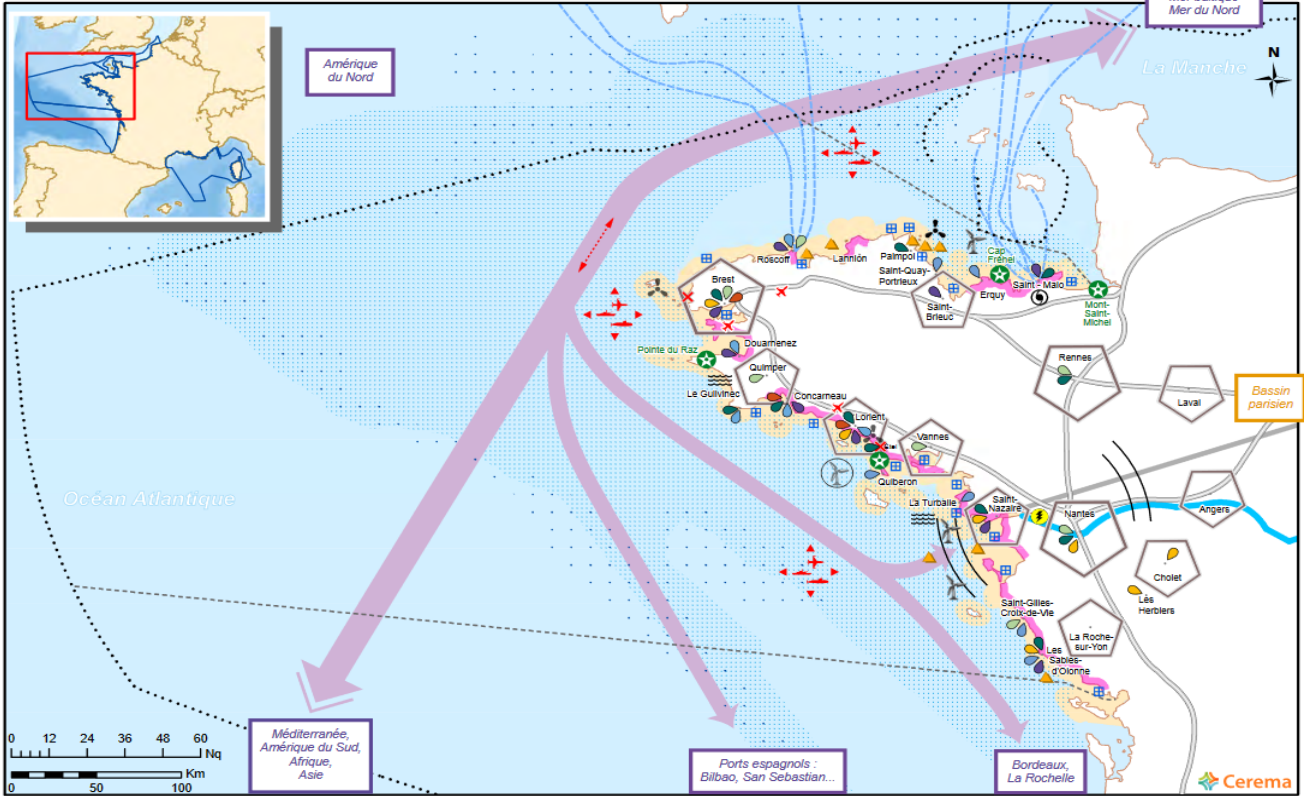 Mer Baltique
Mer du Nord
Amérique
du Nord
La Manche
N
Roscoff
Lannion
Paimpol
Saint-Quay-
Portrieux
Cap
Fréhel
Erquy
Saint - Malo
Mont-
Saint-
Michel
Brest
Saint-
Brieuc
Douarnenez
Pointe du Raz
Quimper
Rennes
Laval
Bassin
parisien
Le Guilvinec
Concarneau
Lorient
Vannes
Quiberon
Océan Atlantique
La Turballe
Saint-
Nazaire
Nantes
Angers
Cholet
Les
Herbiers
Saint-Gilles-
Croix-de-Vie
La Roche-
sur-Yon
Les
Sables-
d'Olonne
0 12 24 36 48 60
Nq
Km
0 50 100
Méditerranée,
Amérique du Sud,
Afrique,
Asie
Ports espagnols :
Bilbao, San Sebastian...
Bordeaux,
La Rochelle
Cerema